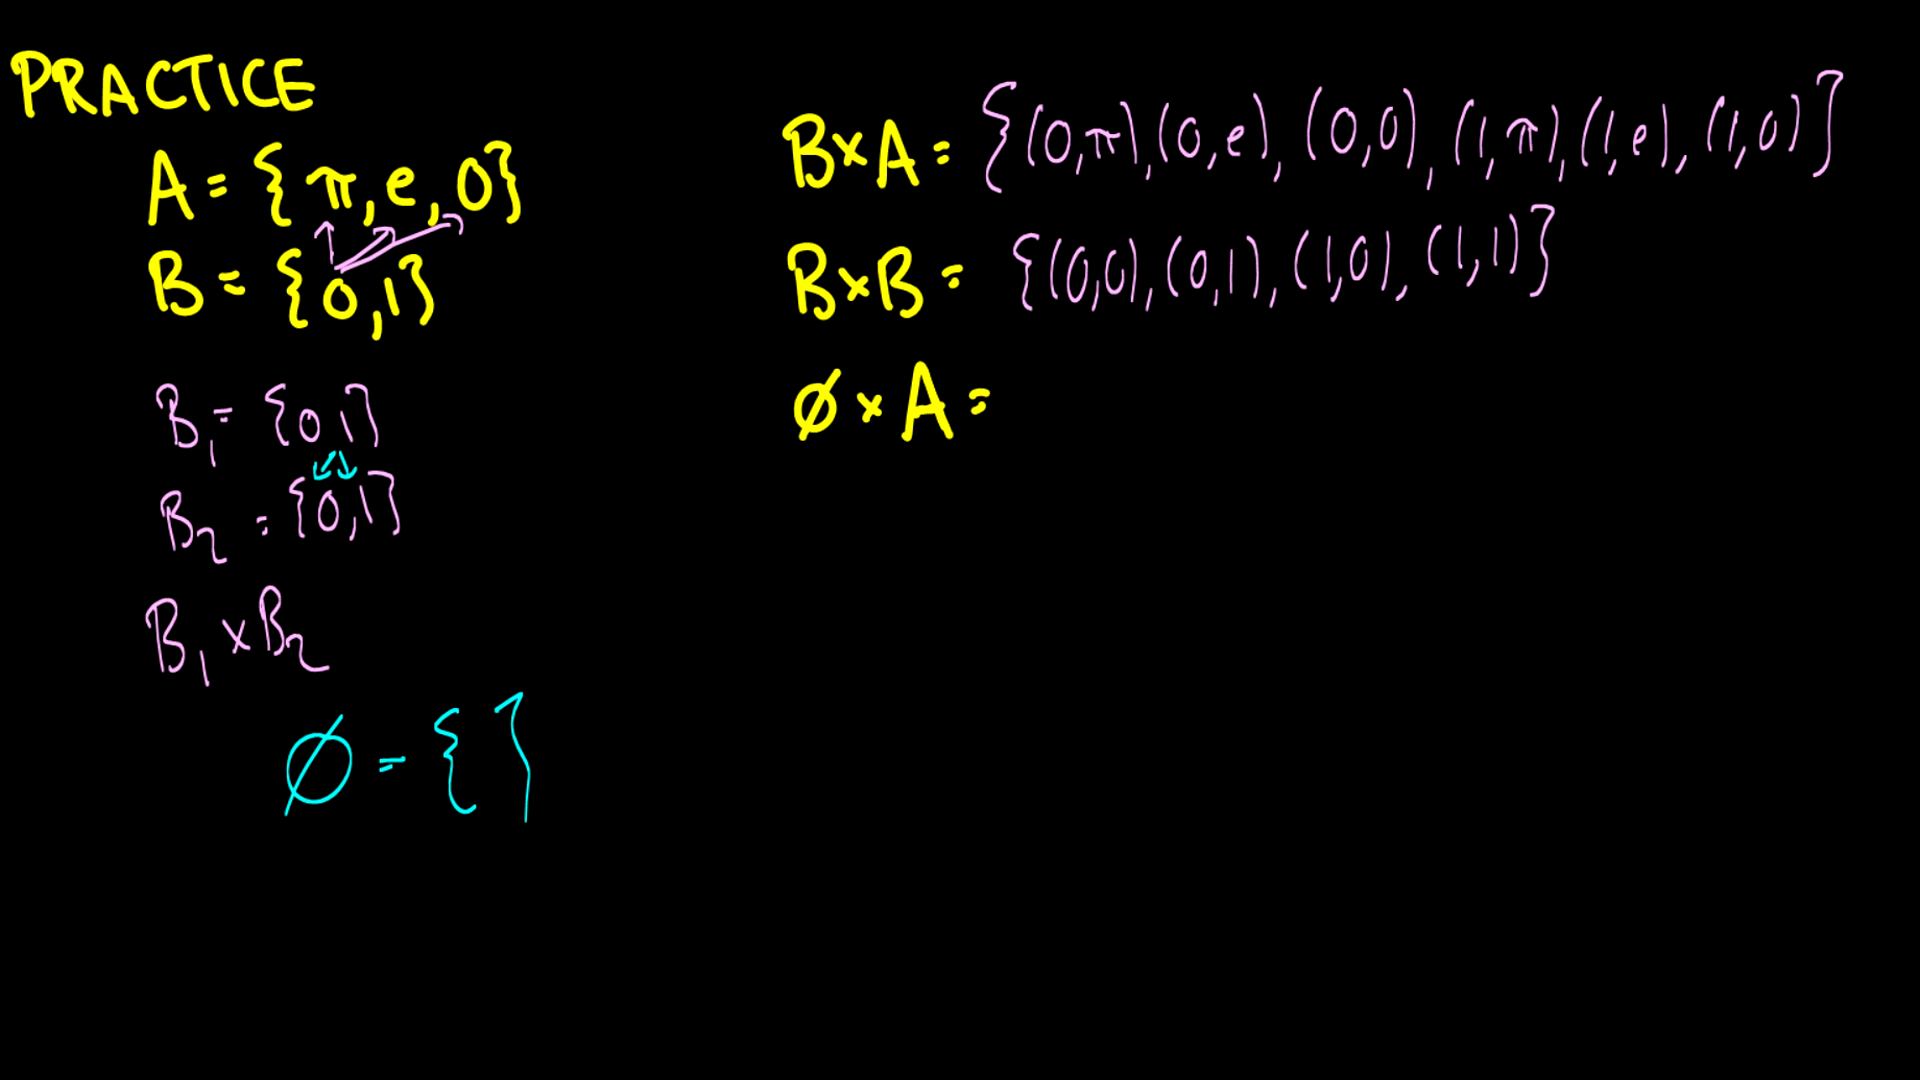 PRACTICE
A = {π, e, 0}
B = {0,1}
B₁ = {0,1}
B₂ = {0,1}
B₁ × B₂
∅ = { }
B×A = {(0,π),(0,e),(0,0),(1,π),(1,e),(1,0)}
B×B = {(0,0),(0,1),(1,0),(1,1)}
∅×A =